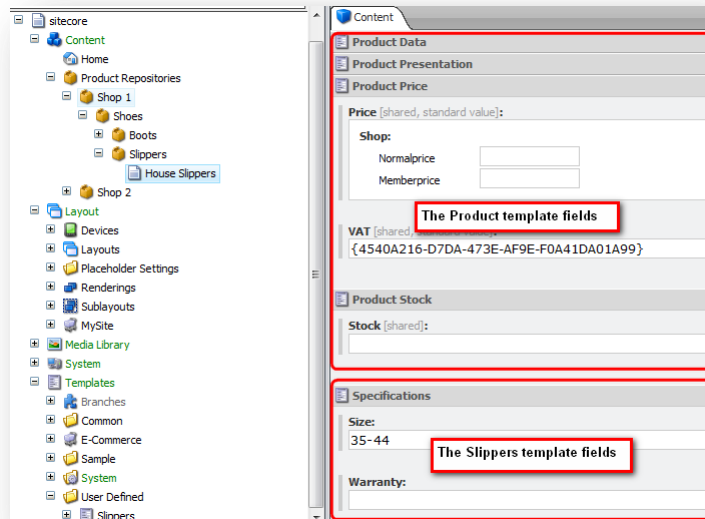 sitecore
Content
Home
Product Repositories
Shop 1
Shoes
Boots
Slippers
House Slippers
Shop 2
Layout
Devices
Layouts
Placeholder Settings
Renderings
Sublayouts
MySite
Media Library
System
Templates
Branches
Common
E-Commerce
Sample
System
User Defined
Slippers
Content
Product Data
Product Presentation
Product Price
Price [shared, standard value]:
Shop:
Normalprice
Memberprice
The Product template fields
VAT [shared,
{4540A216-D7DA-473E-AF9E-F0A41DA01A99}
Product Stock
Stock [shared]:
Specifications
Size:
35-44
The Slippers template fields
Warranty: